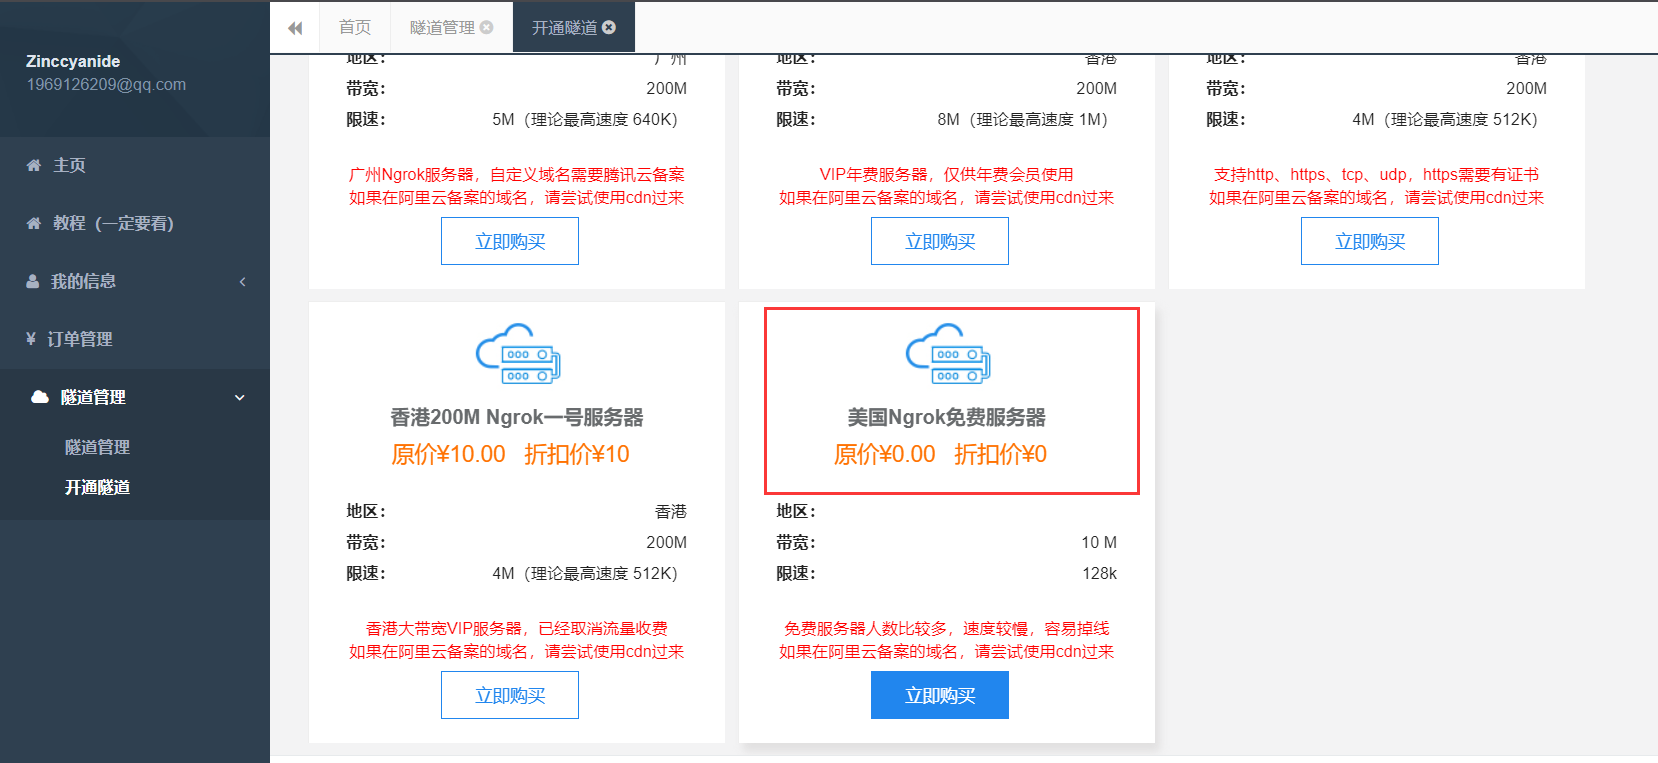 首页
隧道管理
开通隧道
Zinccyanide
1969126209@qq.com
主页
教程（一定要看）
我的信息
¥ 订单管理
隧道管理
隧道管理
开通隧道
地区： 广州
带宽： 200M
限速： 5M（理论最高速度 640K）
广州Ngrok服务器，自定义域名需要腾讯云备案
如果在阿里云备案的域名，请尝试使用cdn过来
立即购买
地区： 香港
带宽： 200M
限速： 8M（理论最高速度 1M）
VIP年费服务器，仅供年费会员使用
如果在阿里云备案的域名，请尝试使用cdn过来
立即购买
地区： 香港
带宽： 200M
限速： 4M（理论最高速度 512K）
支持http、https、tcp、udp，https需要有证书
如果在阿里云备案的域名，请尝试使用cdn过来
立即购买
香港200M Ngrok一号服务器
原价¥10.00 折扣价¥10
地区： 香港
带宽： 200M
限速： 4M（理论最高速度 512K）
香港大带宽VIP服务器，已经取消流量收费
如果在阿里云备案的域名，请尝试使用cdn过来
立即购买
美国Ngrok免费服务器
原价¥0.00 折扣价¥0
地区：
带宽： 10 M
限速： 128k
免费服务器人数比较多，速度较慢，容易掉线
如果在阿里云备案的域名，请尝试使用cdn过来
立即购买